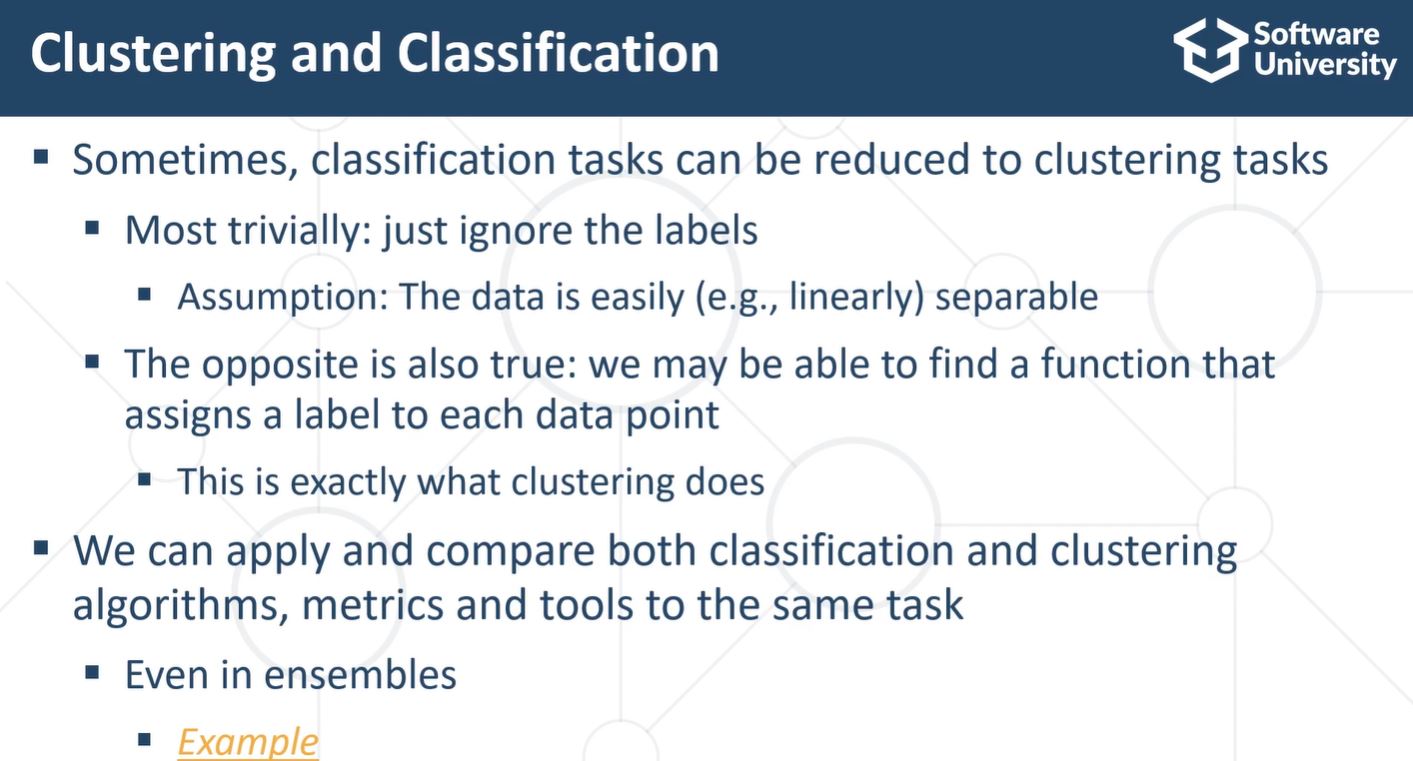 Clustering and Classification
Software
University
▪ Sometimes, classification tasks can be reduced to clustering tasks
▪ Most trivially: just ignore the labels
▪ Assumption: The data is easily (e.g., linearly) separable
▪ The opposite is also true: we may be able to find a function that
assigns a label to each data point
▪ This is exactly what clustering does
▪ We can apply and compare both classification and clustering
algorithms, metrics and tools to the same task
▪ Even in ensembles
▪ Example